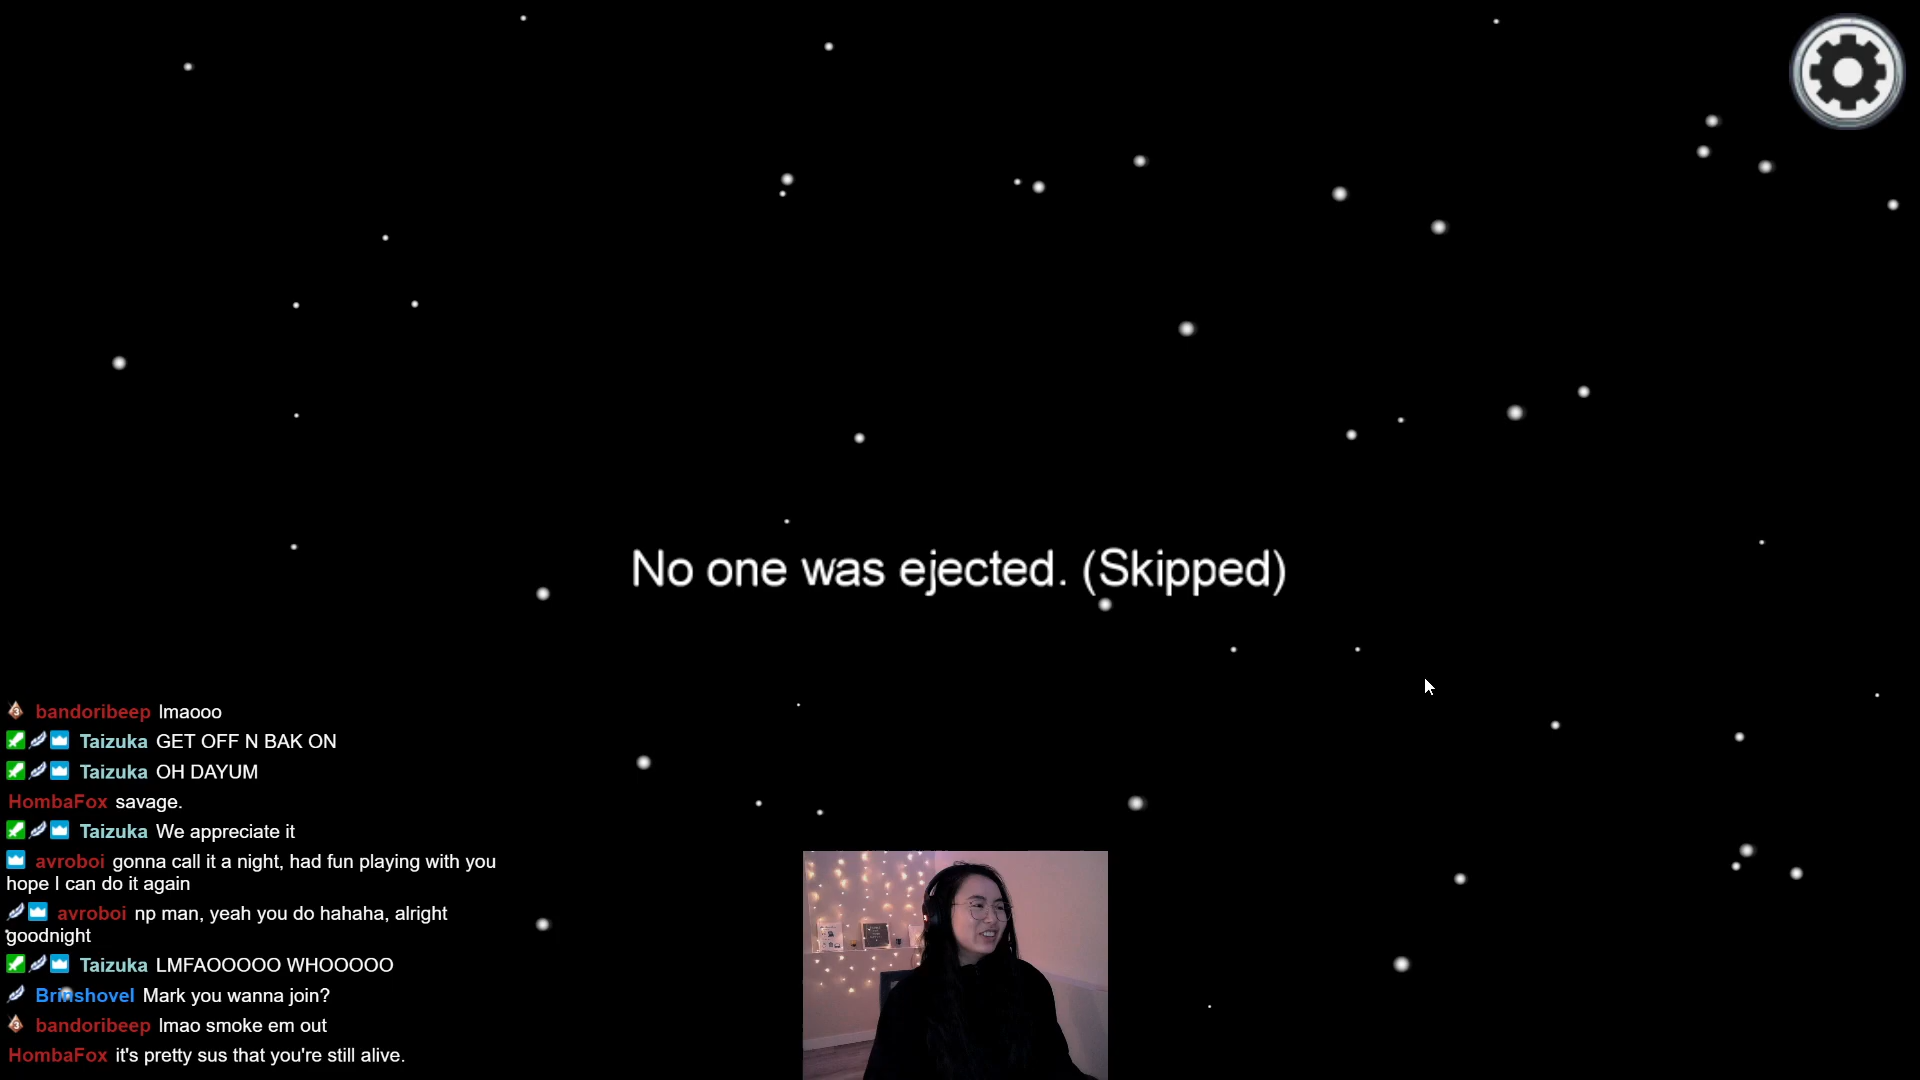 No one was ejected. (Skipped)
bandoribeep lmaooo
Taizuka GET OFF N BAK ON
Taizuka OH DAYUM
HombaFox savage.
Taizuka We appreciate it
avroboi gonna call it a night, had fun playing with you
hope I can do it again
avroboi np man, yeah you do hahaha, alright
goodnight
Taizuka LMFAOOOOO WHOOOOO
Mark you wanna join?
bandoribeep lmao smoke em out
HombaFox it's pretty sus that you're still alive.